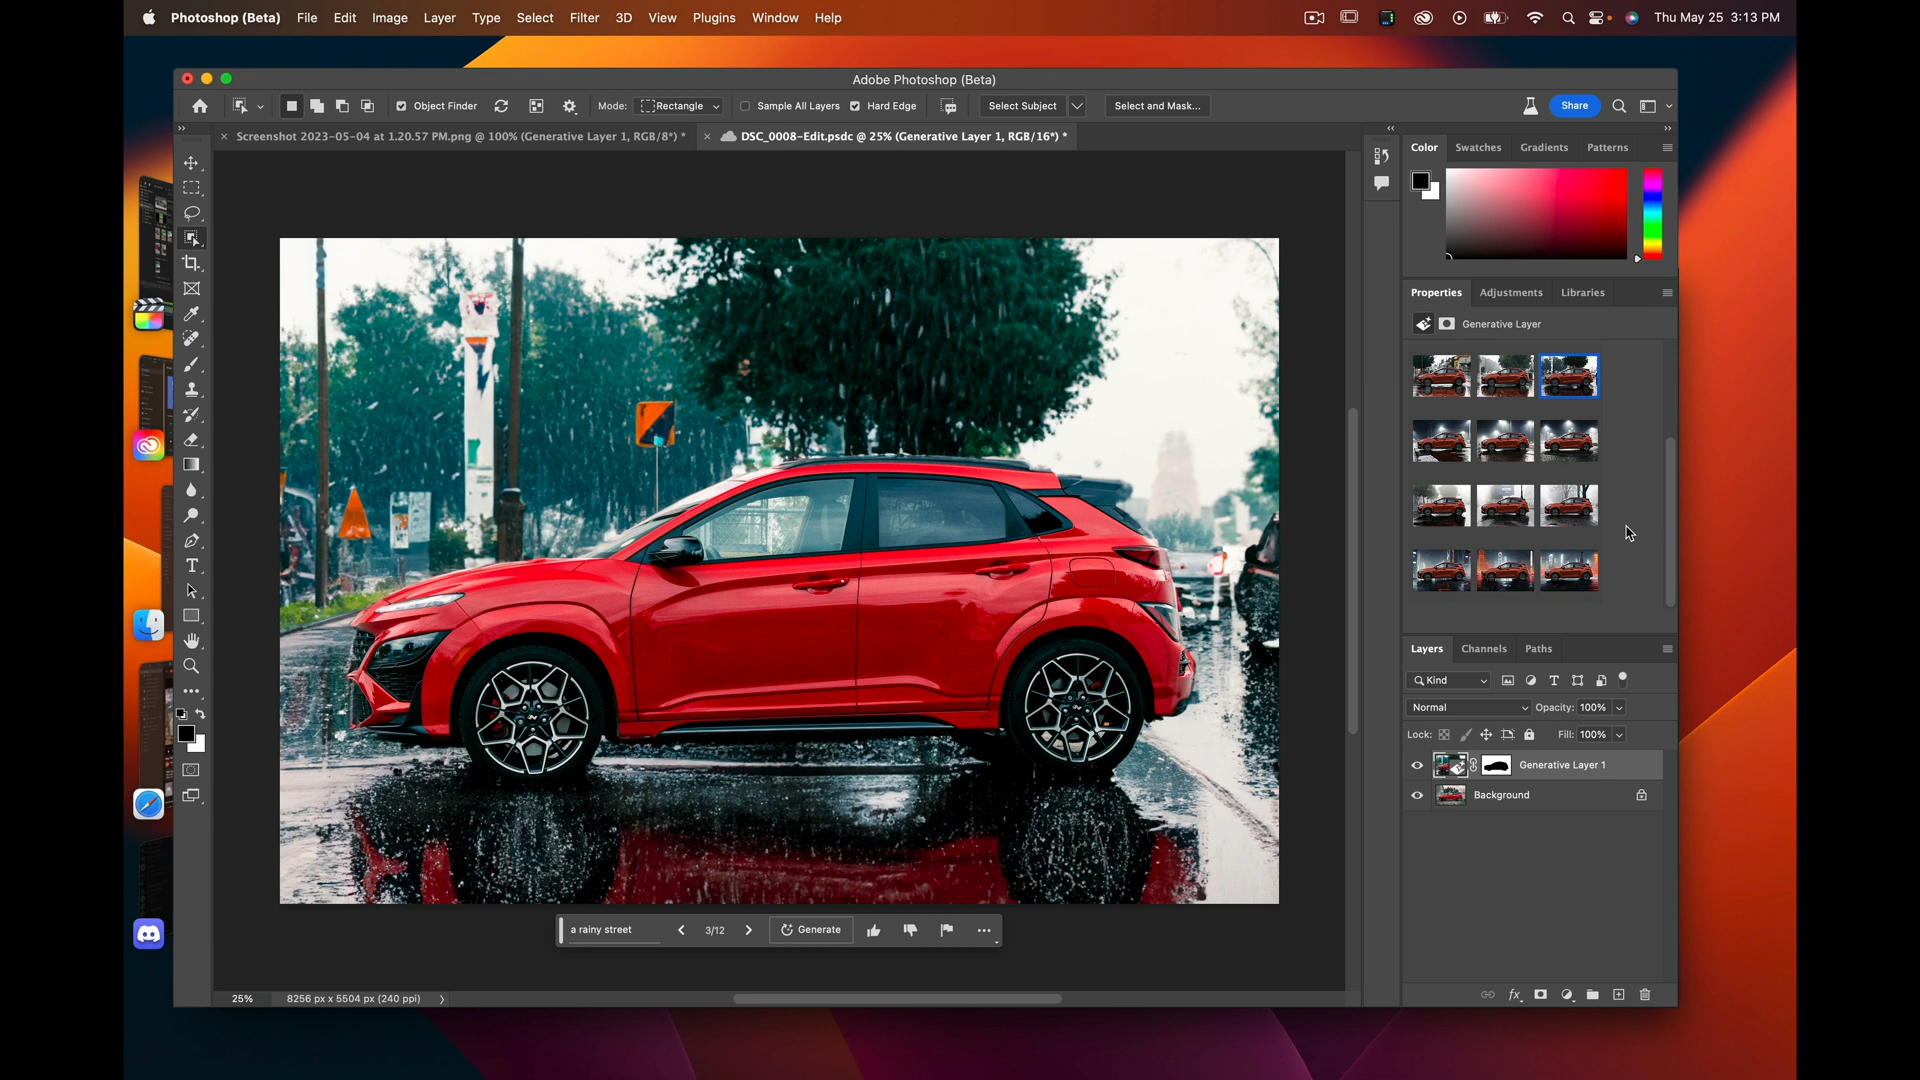 Photoshop (Beta) File Edit Image Layer Type Select Filter 3D View Plugins Window Help Thu May 25 3:13 PM
Adobe Photoshop (Beta)
Object Finder Mode: Rectangle Sample All Layers Hard Edge Select Subject Select and Mask... Share
Screenshot 2023-05-04 at 1.20.57 PM.png @ 100% (Generative Layer 1, RGB/8*) * DSC_0008-Edit.psdc @ 25% (Generative Layer 1, RGB/16*) *
Color Swatches Gradients Patterns
Properties Adjustments Libraries
Generative Layer
Layers Channels Paths
Kind
Normal Opacity: 100%
Lock: Fill: 100%
Generative Layer 1
Background
a rainy street 3/12 Generate
25% 8256 px x 5504 px (240 ppi)